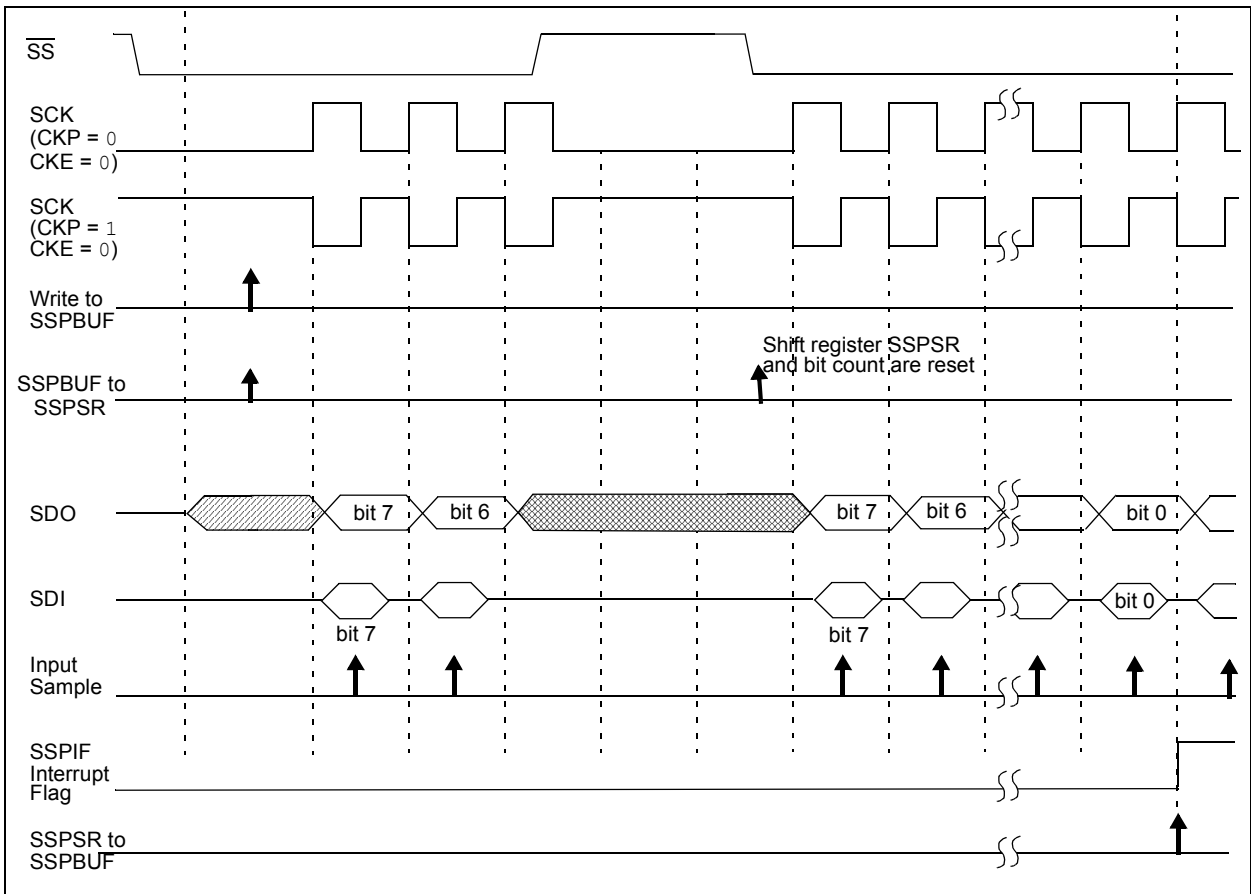 SS
SCK
(CKP = 0
CKE = 0)
SCK
(CKP = 1
CKE = 0)
Write to
SSPBUF
Shift register SSPSR
and bit count are reset
SSPBUF to
SSPSR
SDO
bit 7
bit 6
bit 7
bit 6
bit 0
SDI
bit 0
bit 7
bit 7
Input
Sample
SSPIF
Interrupt
Flag
SSPSR to
SSPBUF